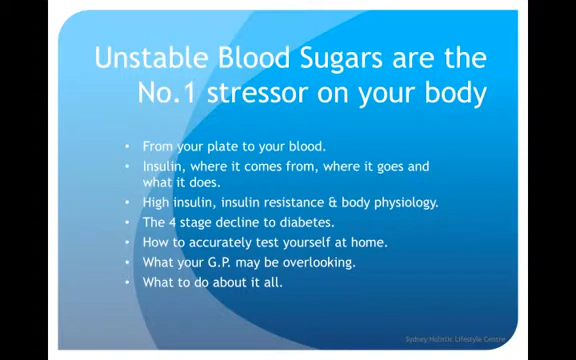 Unstable Blood Sugars are the
No.1 stressor on your body
• From your plate to your blood.
• Insulin, where it comes from, where it goes and
what it does.
• High insulin, insulin resistance & body physiology.
• The 4 stage decline to diabetes.
• How to accurately test yourself at home.
• What your G.P. may be overlooking.
• What to do about it all.
Sydney Holistic Lifestyle Centre